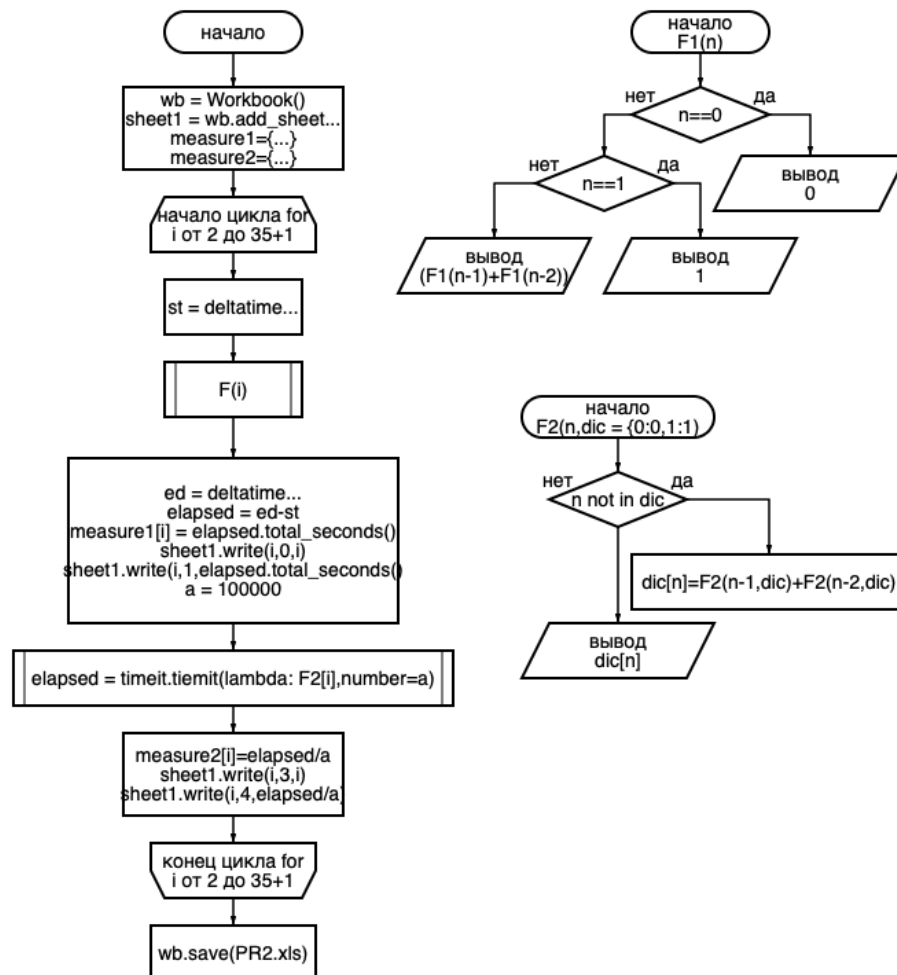 начало
wb = Workbook()
sheet1 = wb.add_sheet...
measure1={...}
measure2={...}
начало цикла for
i от 2 до 35+1
st = deltatime...
F(i)
ed = deltatime...
elapsed = ed-st
measure1[i] = elapsed.total_seconds()
sheet1.write(i,0,i)
sheet1.write(i,1,elapsed.total_seconds()
a = 100000
elapsed = timeit.tiemit(lambda: F2[i],number=a)
measure2[i]=elapsed/a
sheet1.write(i,3,i)
sheet1.write(i,4,elapsed/a)
конец цикла for
i от 2 до 35+1
wb.save(PR2.xls)
начало
F1(n)
нет
да
n==0
нет
да
n==1
вывод
0
вывод
(F1(n-1)+F1(n-2))
вывод
1
начало
F2(n,dic = {0:0,1:1)
нет
да
n not in dic
dic[n]=F2(n-1,dic)+F2(n-2,dic)
вывод
dic[n]